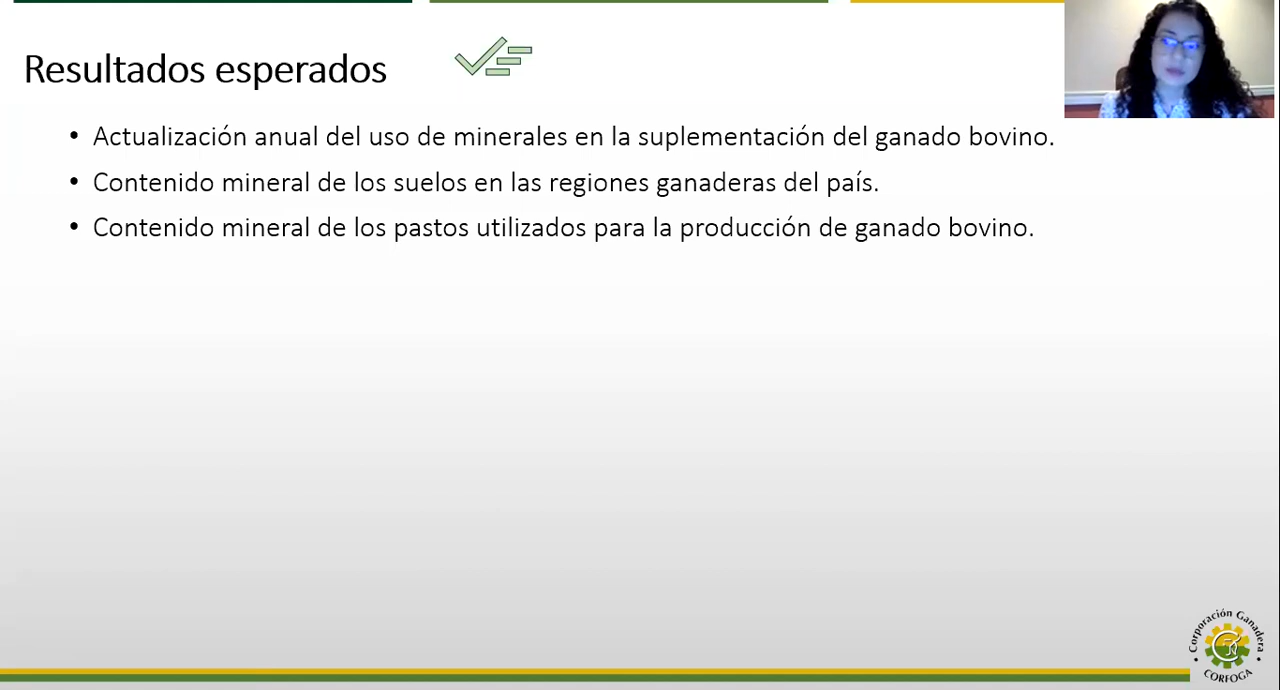 Resultados esperados
• Actualización anual del uso de minerales en la suplementación del ganado bovino.
• Contenido mineral de los suelos en las regiones ganaderas del país.
• Contenido mineral de los pastos utilizados para la producción de ganado bovino.
Corporación Ganadera
• CORFOGA •